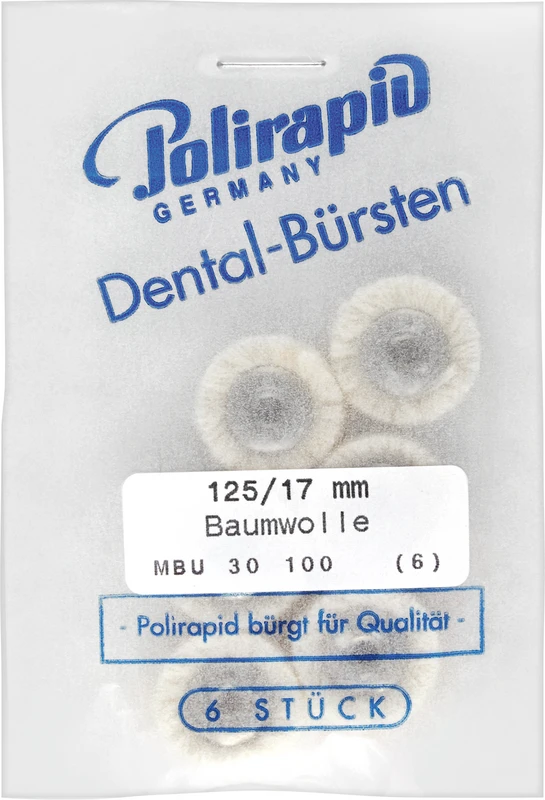 Polirapid
GERMANY
Dental-Bürsten
125/17 mm
Baumwolle
MBU 30 100 (6)
- Polirapid bürgt für Qualität -
6 STÜCK